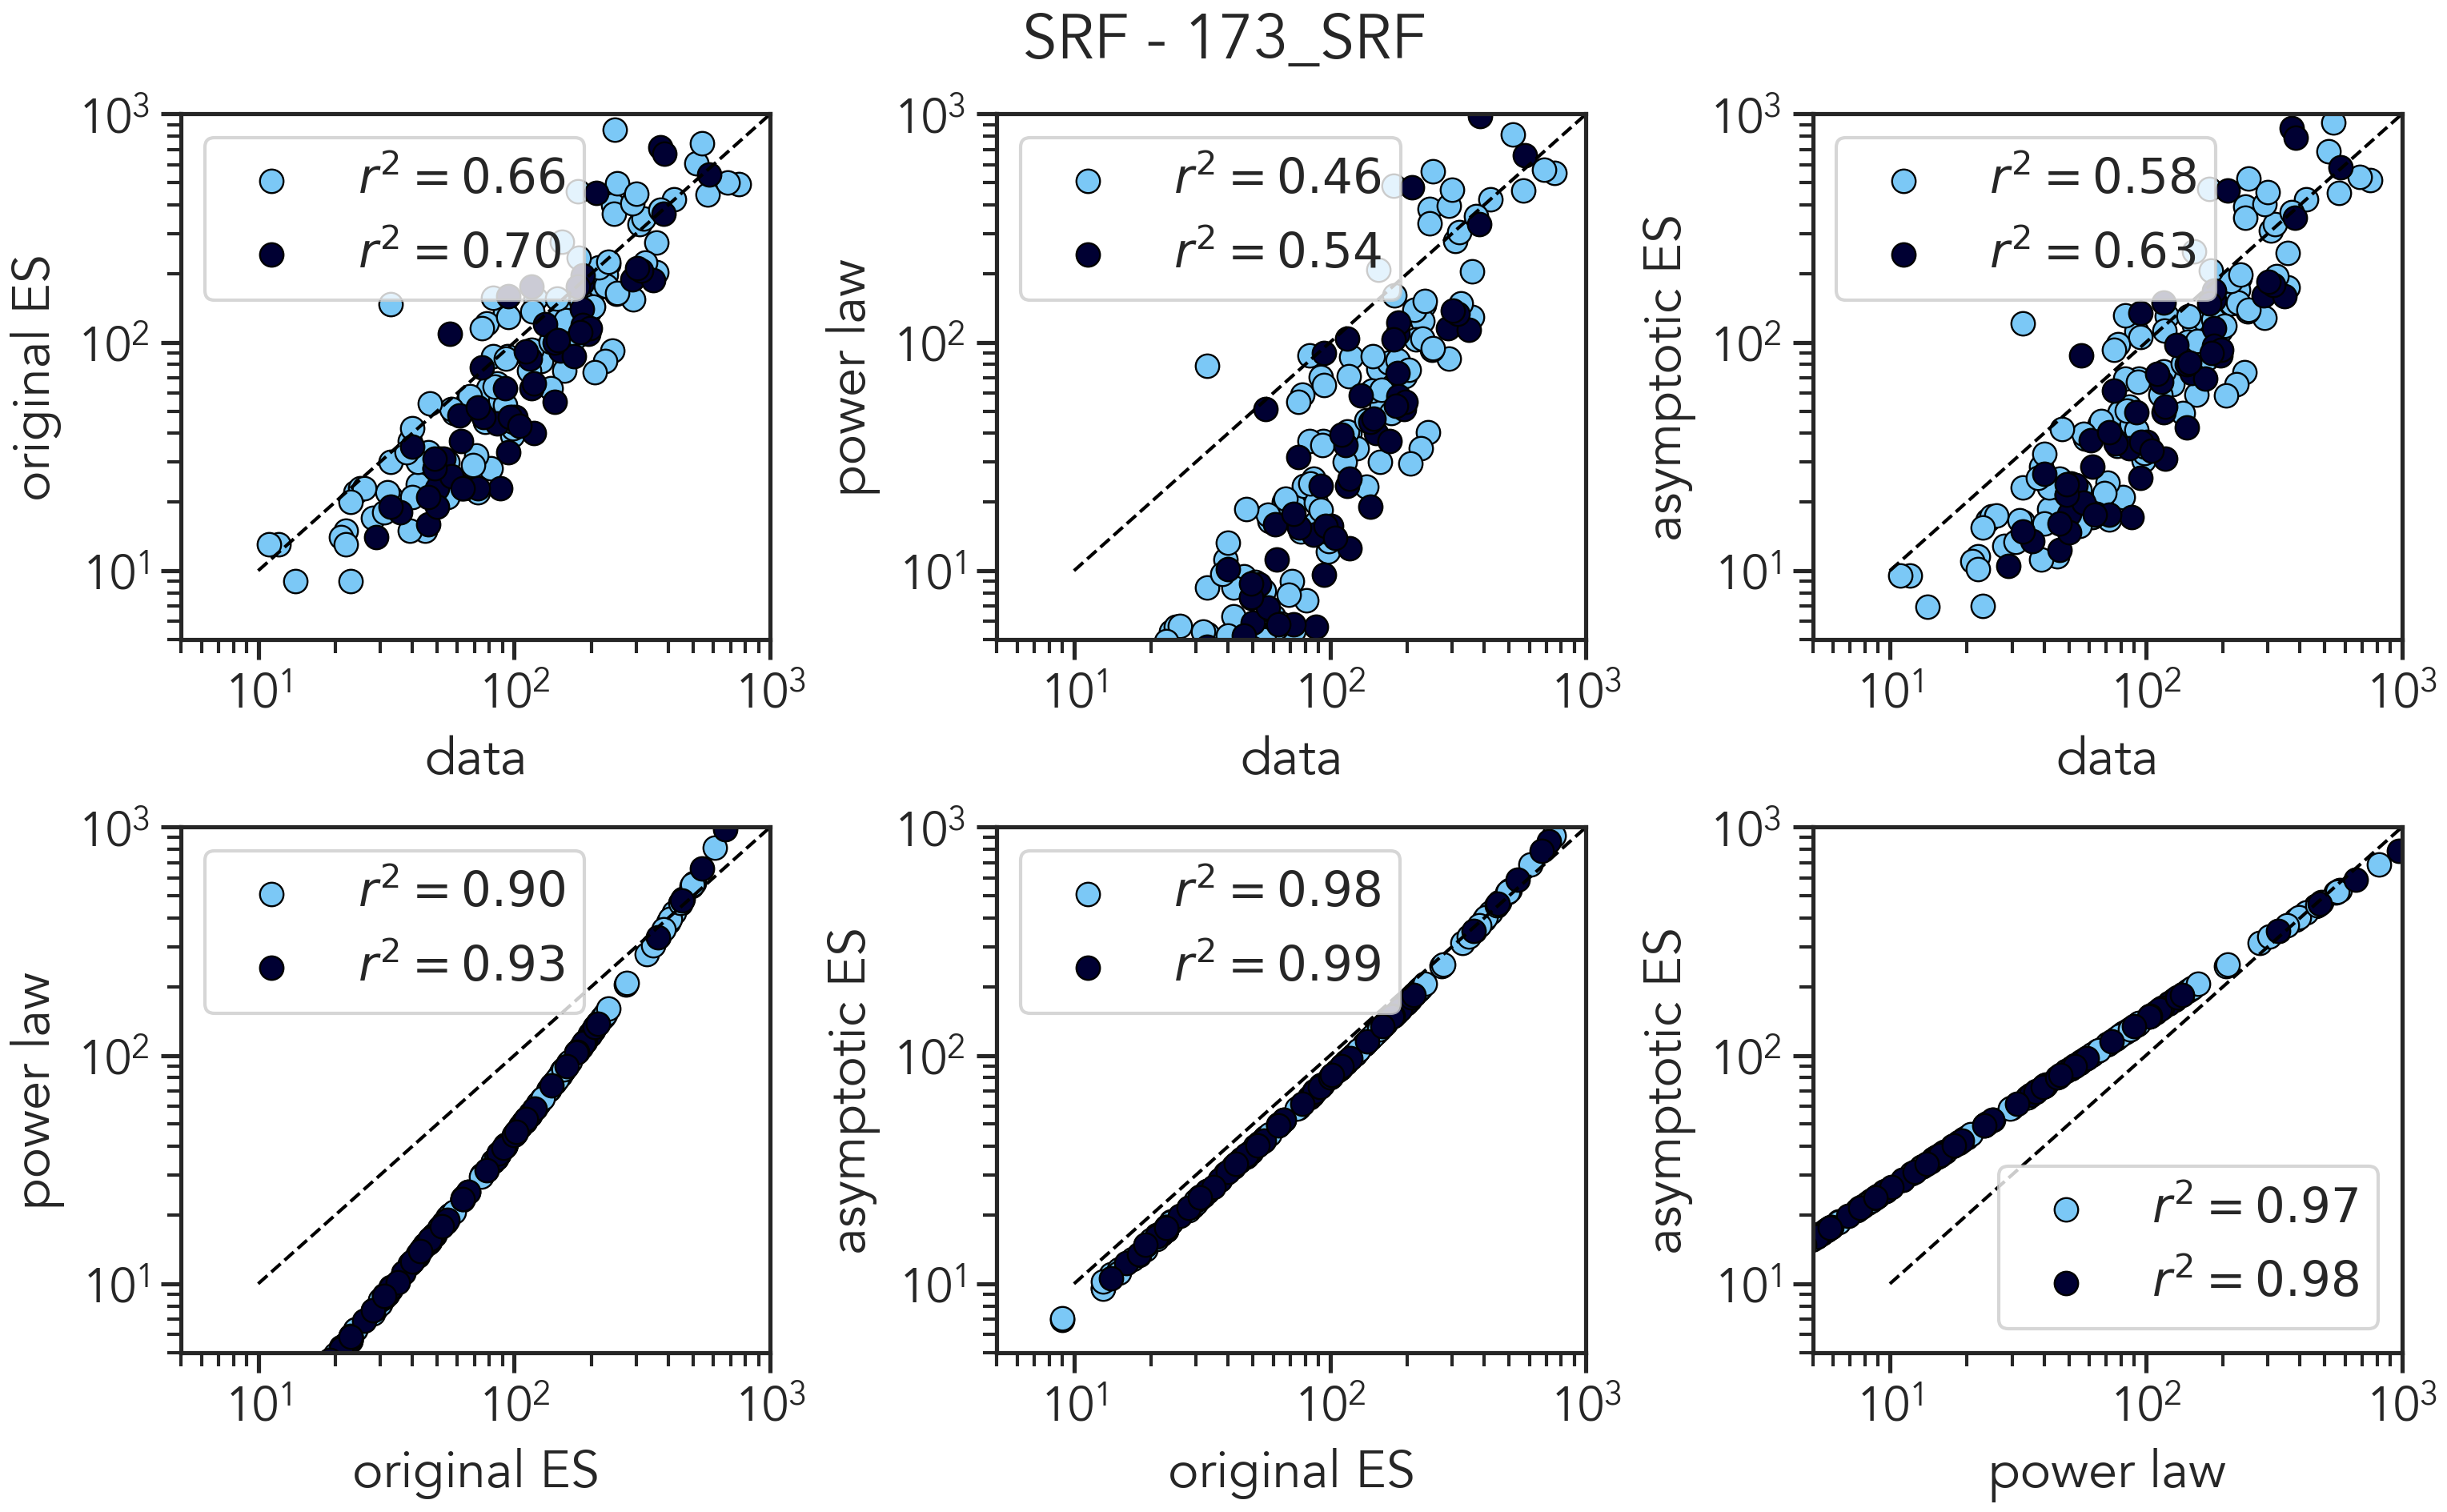 SRF - 173_SRF
10³
10²
10¹
original ES
r² = 0.66
r² = 0.70
10¹ 10² 10³
data
10³
10²
10¹
power law
r² = 0.46
r² = 0.54
10¹ 10² 10³
data
10³
10²
10¹
asymptotic ES
r² = 0.58
r² = 0.63
10¹ 10² 10³
data
10³
10²
10¹
power law
r² = 0.90
r² = 0.93
10¹ 10² 10³
original ES
10³
10²
10¹
asymptotic ES
r² = 0.98
r² = 0.99
10¹ 10² 10³
original ES
10³
10²
10¹
asymptotic ES
r² = 0.97
r² = 0.98
10¹ 10² 10³
power law